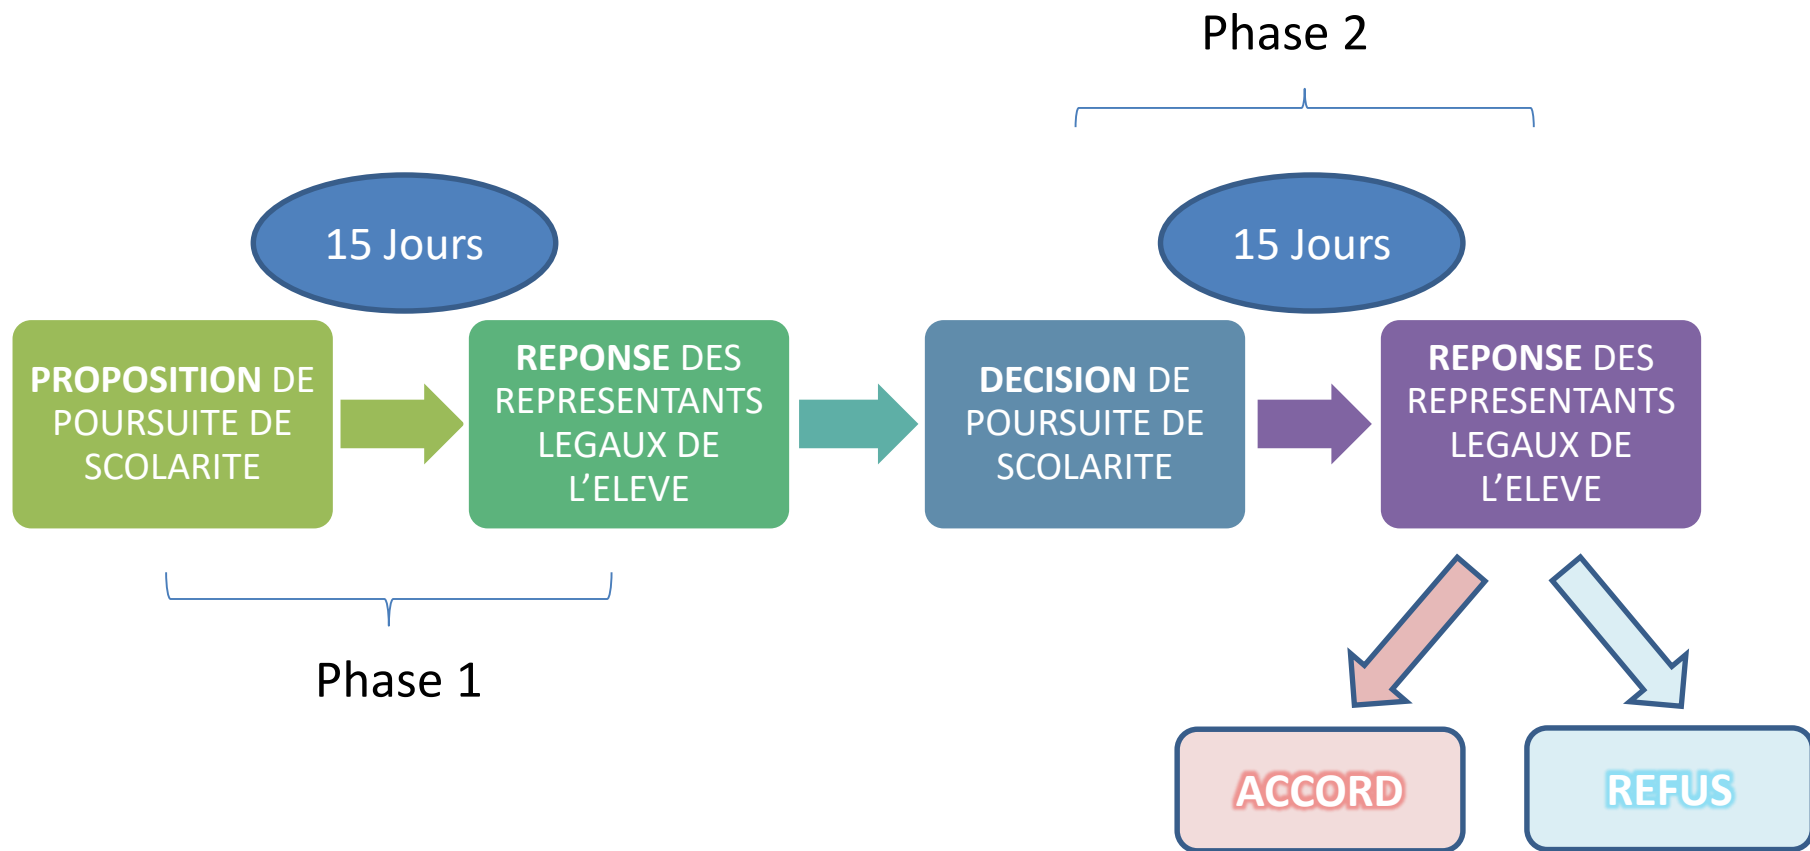 Phase 2
15 Jours
15 Jours
PROPOSITION DE
POURSUITE DE
SCOLARITE
REPONSE DES
REPRESENTANTS
LEGAUX DE
L’ELEVE
DECISION DE
POURSUITE DE
SCOLARITE
REPONSE DES
REPRESENTANTS
LEGAUX DE
L’ELEVE
Phase 1
ACCORD
REFUS